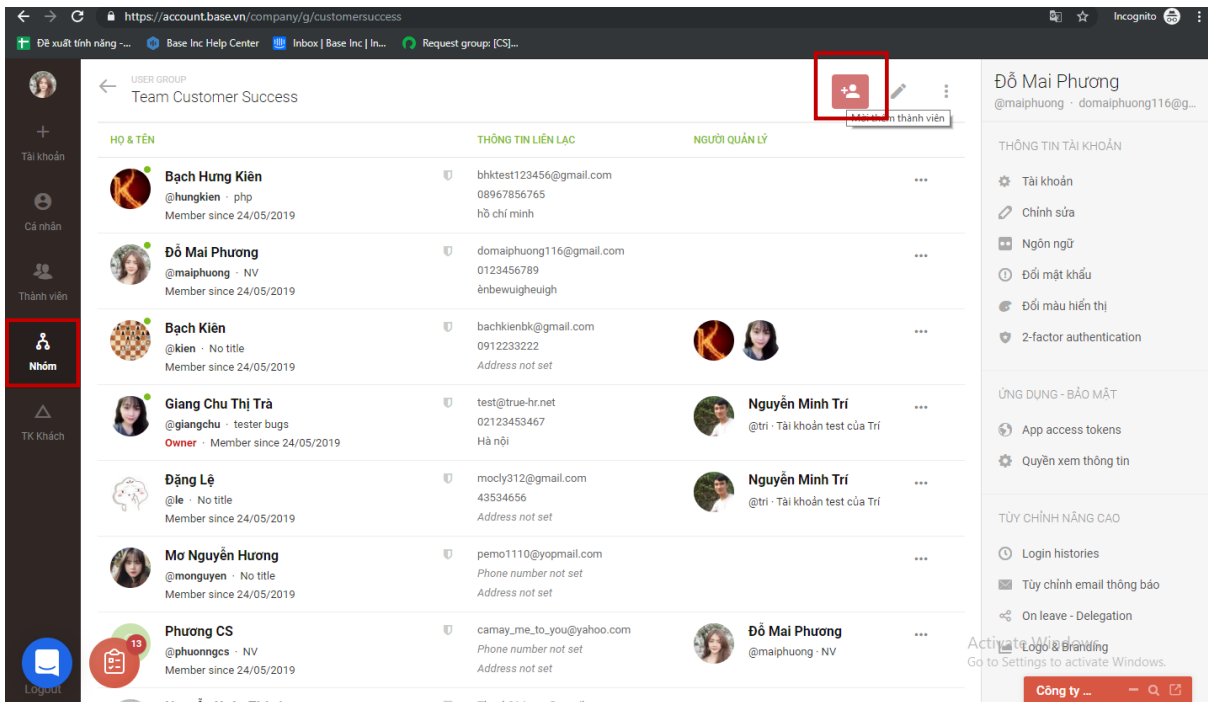 https://account.base.vn/company/g/customersuccess
Incognito
Đề xuất tính năng -...
Base Inc Help Center
Inbox | Base Inc | In...
Request group: [CS]...
USER GROUP
Team Customer Success
Mời thêm thành viên
Tài khoản
Cá nhân
Thành viên
Nhóm
TK Khách
Logout
HỌ & TÊN
THÔNG TIN LIÊN LẠC
NGƯỜI QUẢN LÝ
Bạch Hưng Kiên
@hungkien · php
Member since 24/05/2019
bhktest123456@gmail.com
08967856765
hồ chí minh
Đỗ Mai Phương
@maiphuong · NV
Member since 24/05/2019
domaiphuong116@gmail.com
0123456789
ènbewuigheuigh
Bạch Kiên
@kien · No title
Member since 24/05/2019
bachkienbk@gmail.com
0912233222
Address not set
Giang Chu Thị Trà
@giangchu · tester bugs
Owner · Member since 24/05/2019
test@true-hr.net
02123453467
Hà nội
Nguyễn Minh Trí
@tri · Tài khoản test của Trí
Đặng Lệ
@le · No title
Member since 24/05/2019
mocly312@gmail.com
43534656
Address not set
Nguyễn Minh Trí
@tri · Tài khoản test của Trí
Mơ Nguyễn Hương
@monguyen · No title
Member since 24/05/2019
pemo1110@yopmail.com
Phone number not set
Address not set
Phương CS
@phuonngcs · NV
Member since 24/05/2019
camay_me_to_you@yahoo.com
Phone number not set
Address not set
Đỗ Mai Phương
@maiphuong · NV
13
Đỗ Mai Phương
@maiphuong · domaiphuong116@g...
THÔNG TIN TÀI KHOẢN
Tài khoản
Chỉnh sửa
Ngôn ngữ
Đổi mật khẩu
Đổi màu hiển thị
2-factor authentication
ỨNG DỤNG - BẢO MẬT
App access tokens
Quyền xem thông tin
TÙY CHỈNH NÂNG CAO
Login histories
Tùy chỉnh email thông báo
On leave - Delegation
Logo & Branding
Activate Windows
Go to Settings to activate Windows.
Công ty ...